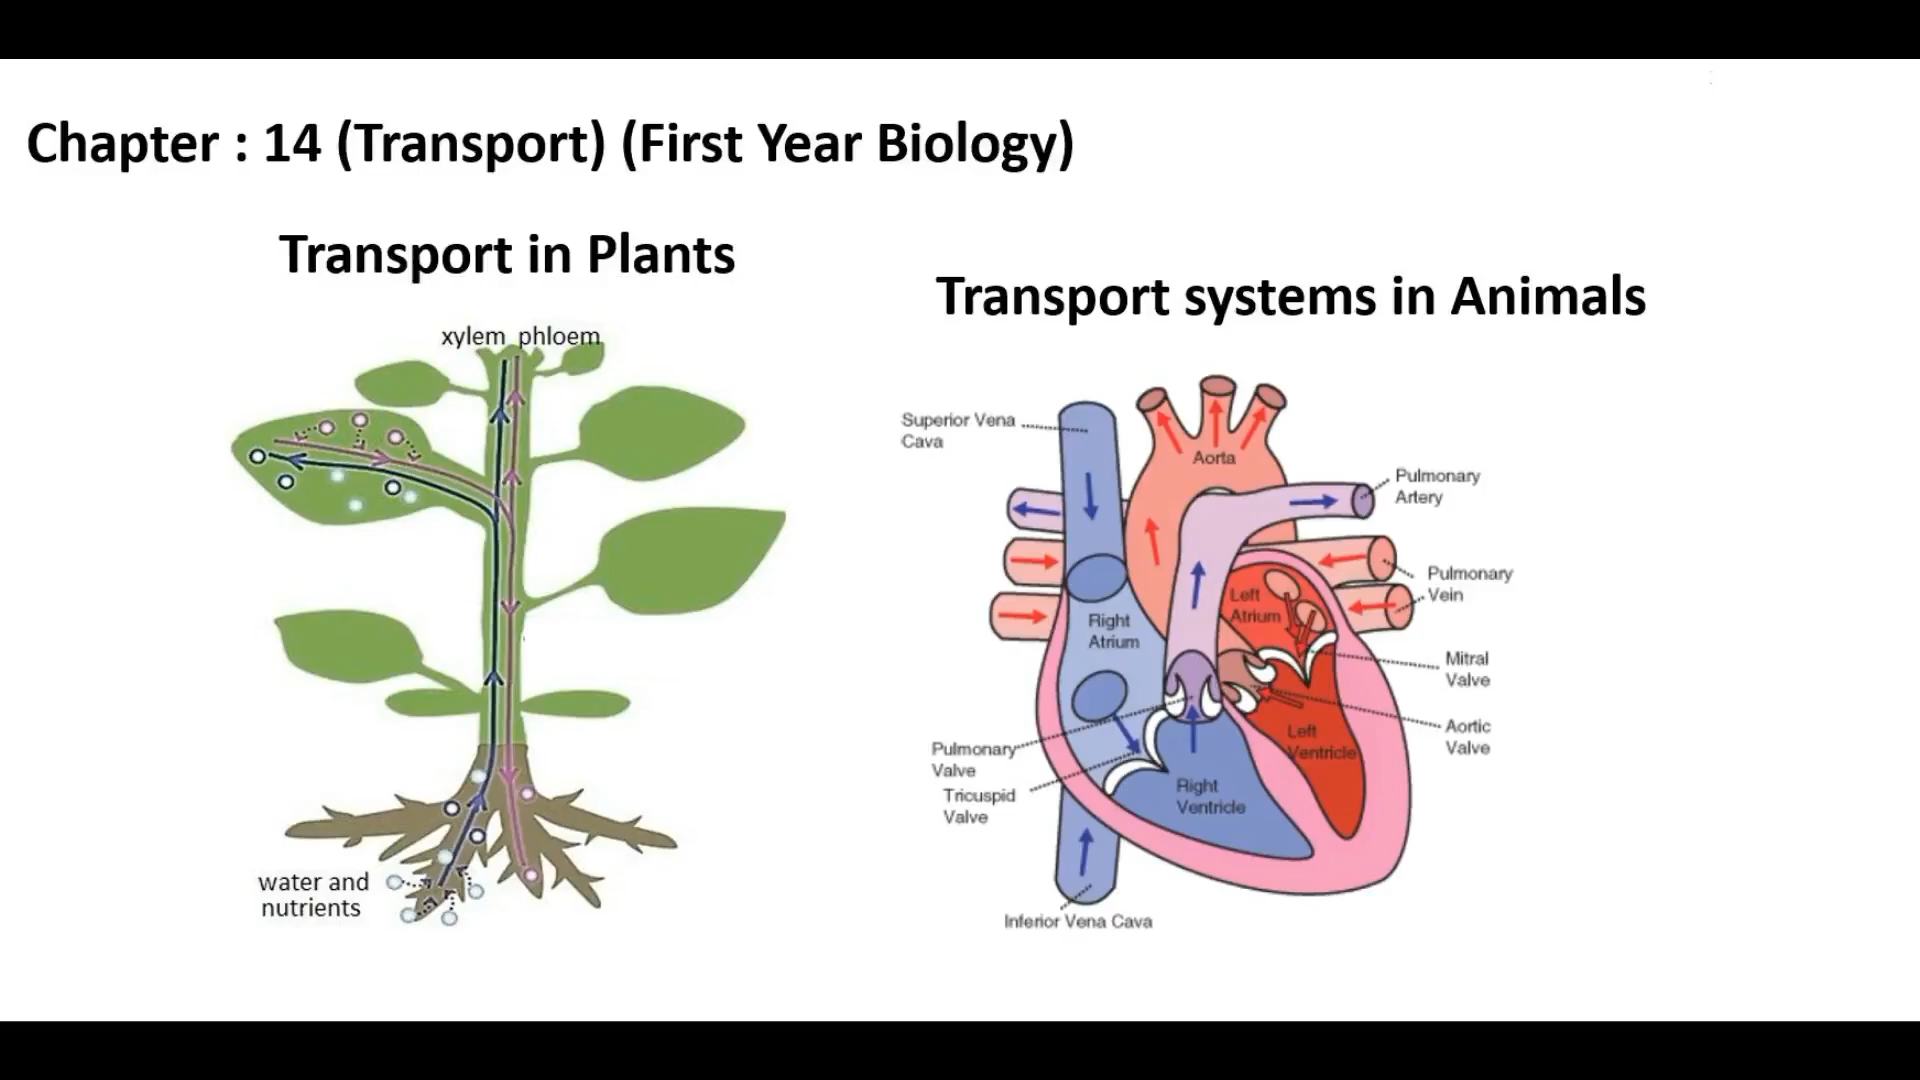 Chapter : 14 (Transport) (First Year Biology)
Transport in Plants
xylem phloem
water and
nutrients
Transport systems in Animals
Superior Vena
Cava
Aorta
Pulmonary
Artery
Pulmonary
Vein
Left
Atrium
Right
Atrium
Mitral
Valve
Aortic
Valve
Left
Ventricle
Pulmonary
Valve
Tricuspid
Valve
Right
Ventricle
Inferior Vena Cava